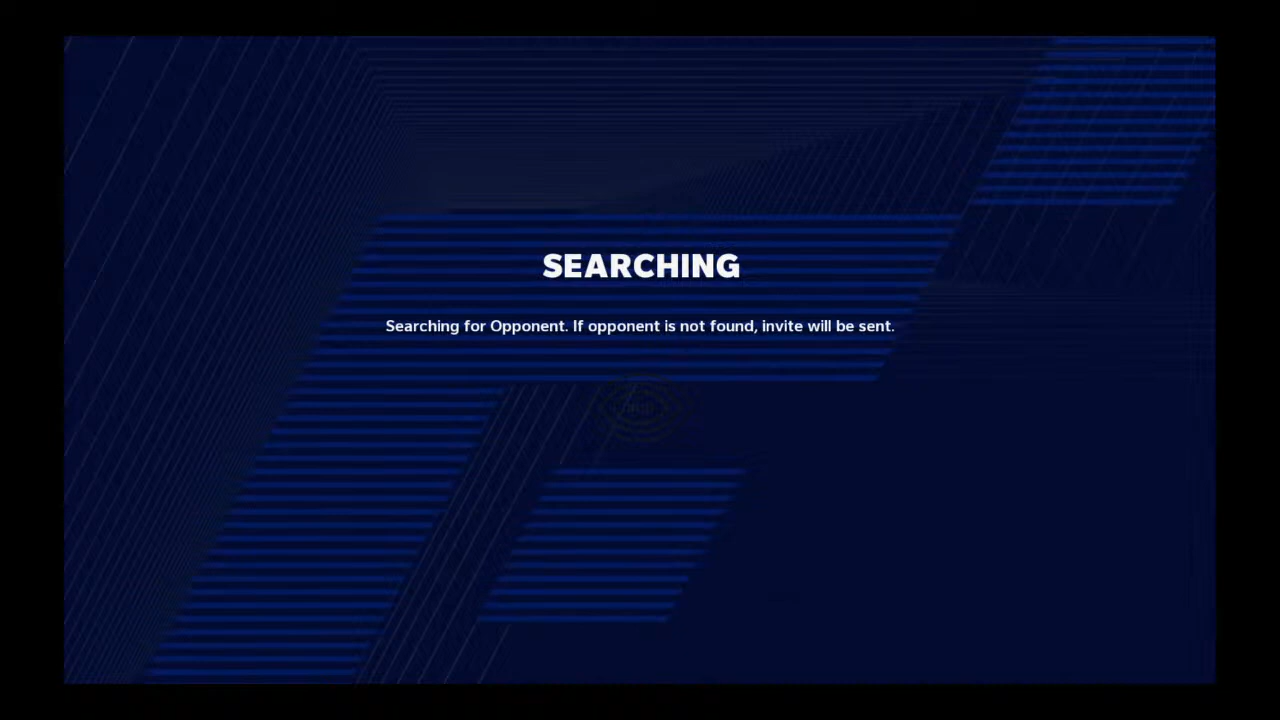 SEARCHING
Searching for Opponent. If opponent is not found, invite will be sent.